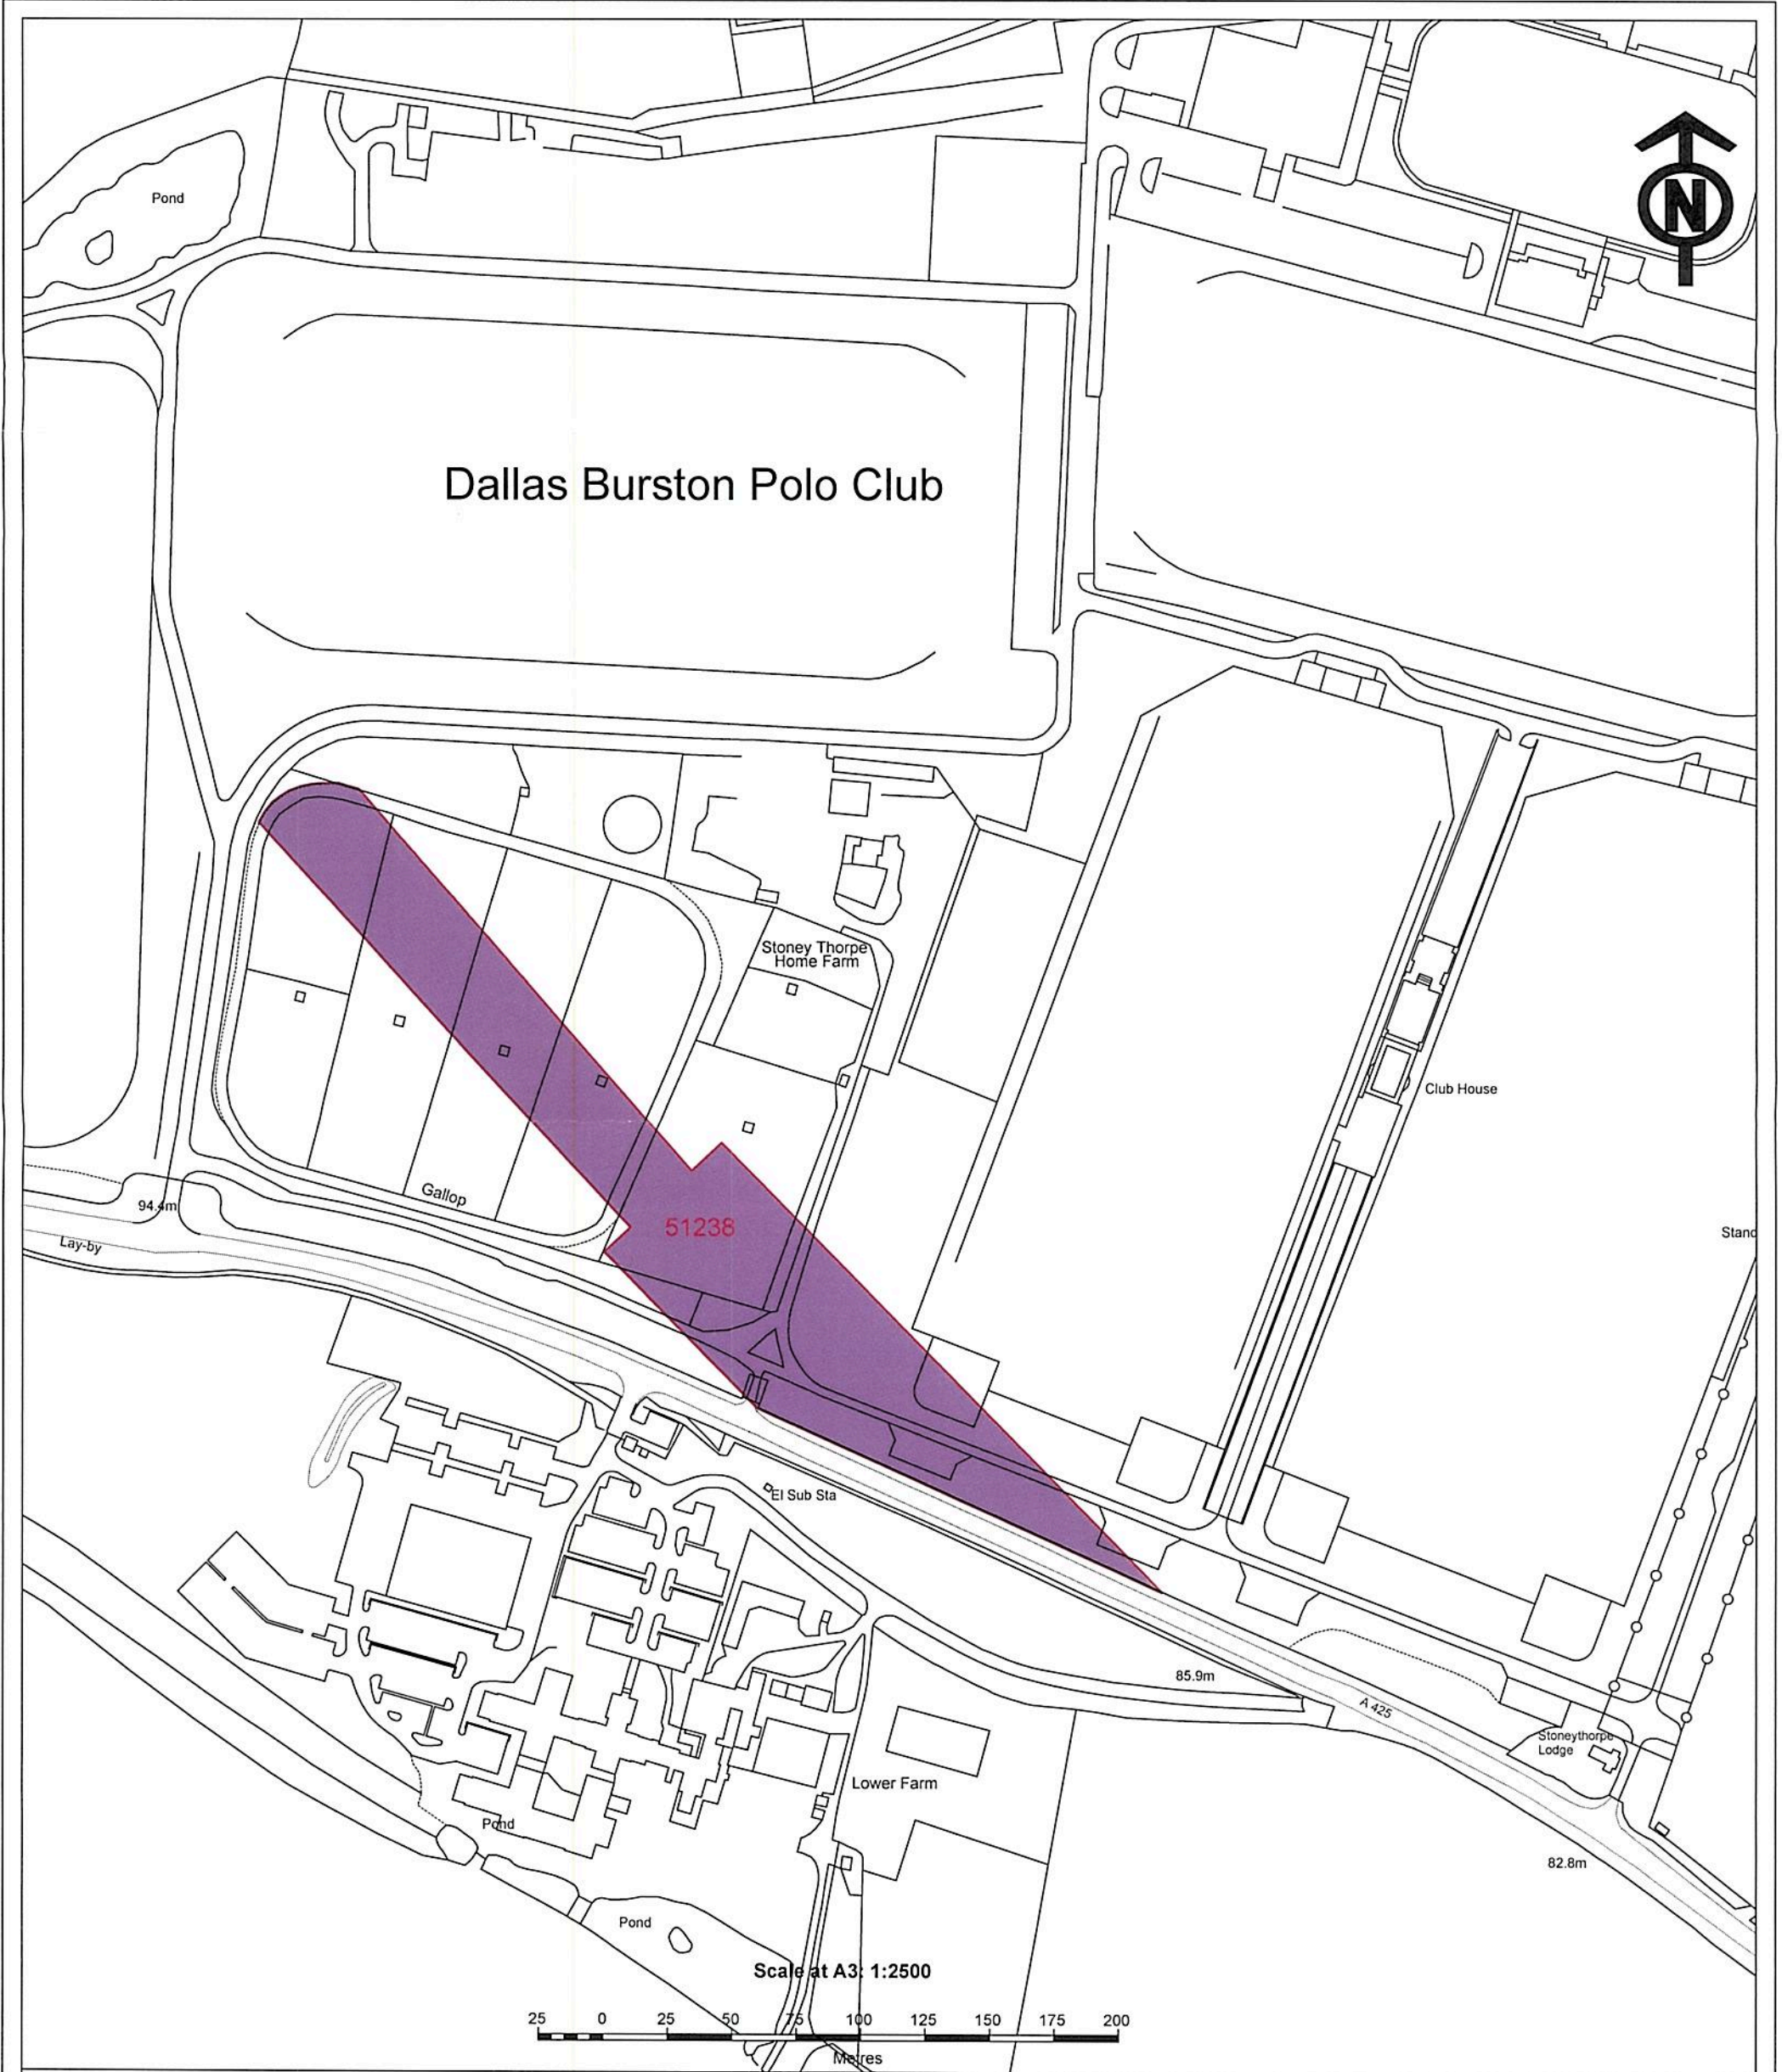 N
Pond
Dallas Burston Polo Club
Stoney Thorpe
Home Farm
Club House
Gallop
94.4m
51238
Lay-by
Stand
El Sub Sta
85.9m
A 425
Stoneythorpe
Lodge
Lower Farm
Pond
82.8m
Pond
Scale at A3: 1:2500
25 0 25 50 75 100 125 150 175 200
Metres